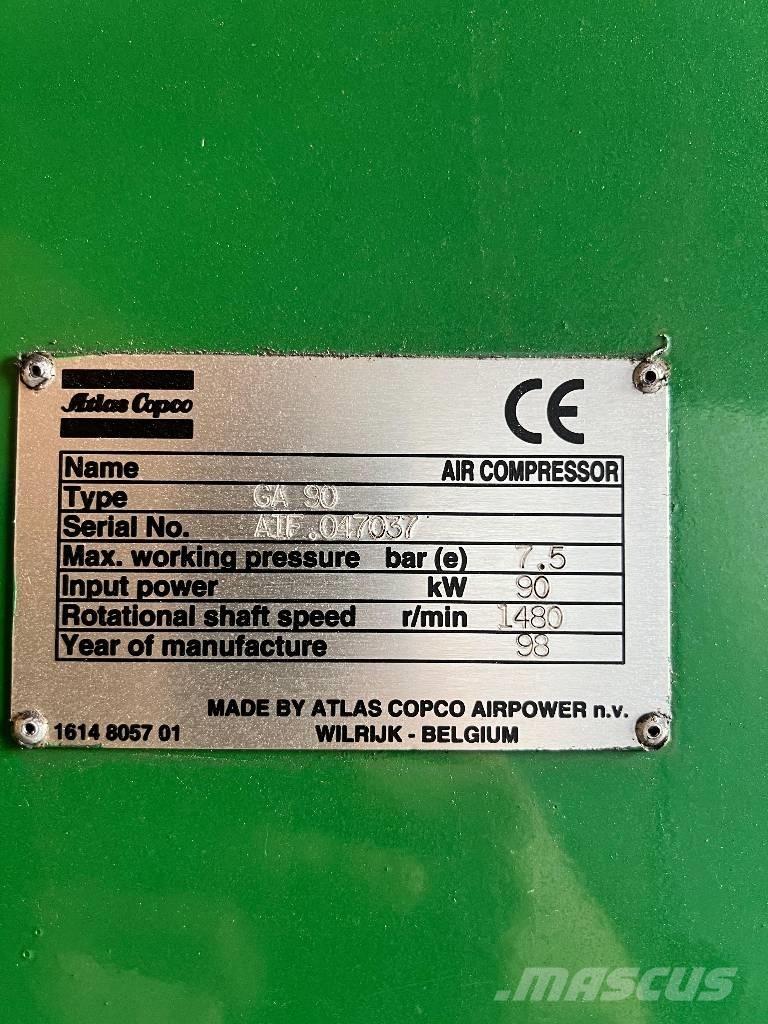 Atlas Copco
CE
Name AIR COMPRESSOR
Type GA 90
Serial No. AIF.047037
Max. working pressure bar (e) 7.5
Input power kW 90
Rotational shaft speed r/min 1480
Year of manufacture 98
MADE BY ATLAS COPCO AIRPOWER n.v.
1614 8057 01 WILRIJK - BELGIUM
MASCUS